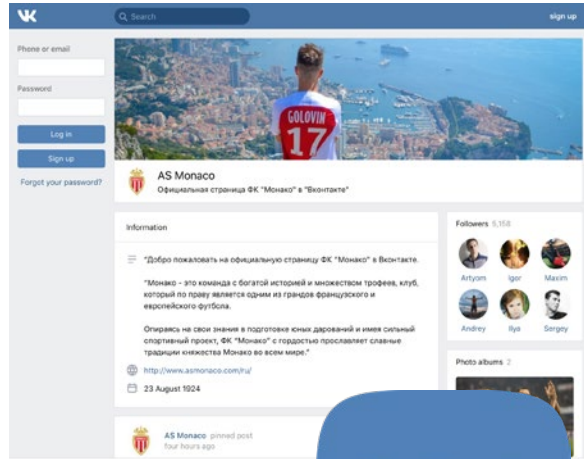 Search
sign up
Phone or email
Password
Log in
Sign up
Forgot your password?
GOLOVIN
17
AS Monaco
Официальная страница ФК "Монако" в "Вконтакте"
Information
"Добро пожаловать на официальную страницу ФК "Монако" в Вконтакте.
"Монако - это команда с богатой историей и множеством трофеев, клуб,
который по праву является одним из грандов французского и
европейского футбола.
Опираясь на свои знания в подготовке юных дарований и имея сильный
спортивный проект, ФК "Монако" с гордостью прославляет славные
традиции княжества Монако во всем мире."
http://www.asmonaco.com/ru/
23 August 1924
AS Monaco pinned post
four hours ago
Followers 5,158
Artyom Igor Maxim
Andrey Ilya Sergey
Photo albums 2